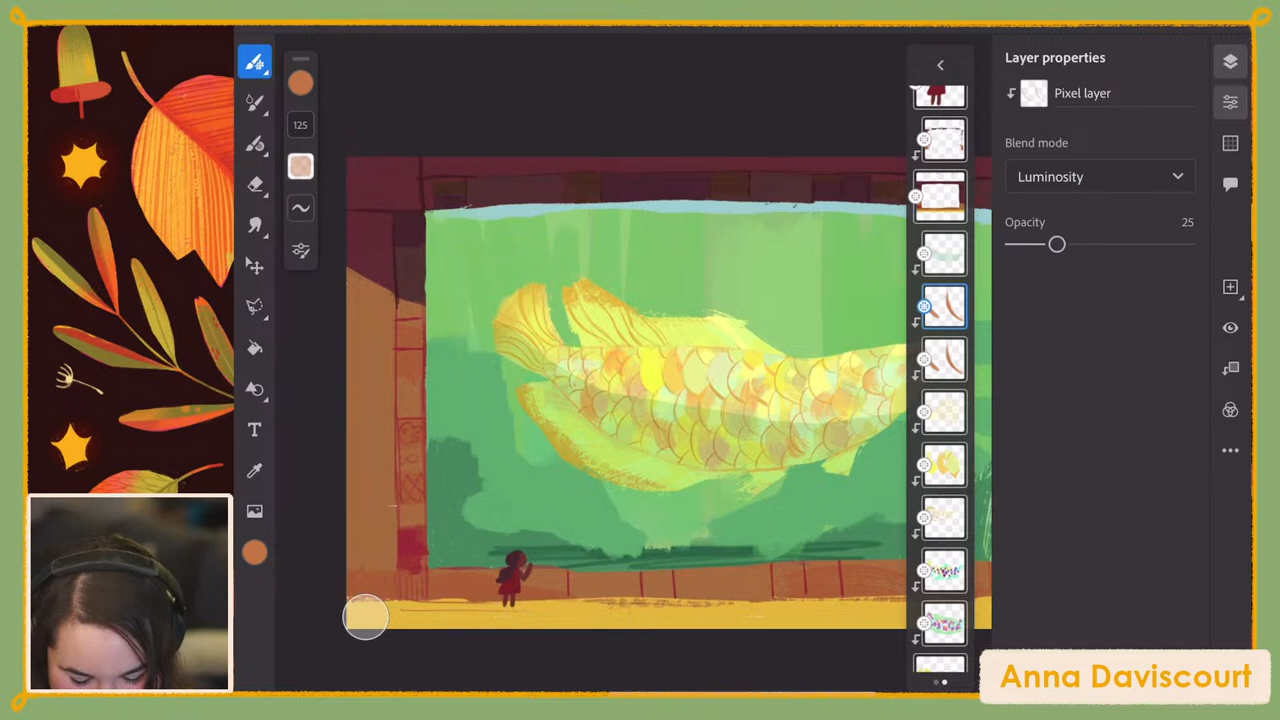 125
Layer properties
Pixel layer
Blend mode
Luminosity
Opacity 25
T
Anna Daviscourt